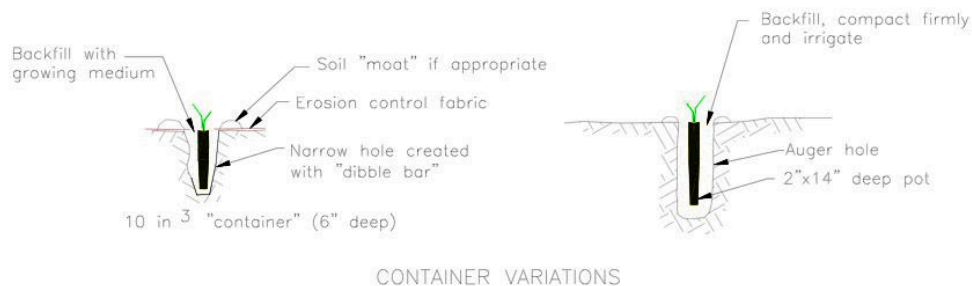 Backfill with
growing medium
Soil "moat" if appropriate
Erosion control fabric
Narrow hole created
with "dibble bar"
10 in 3 "container" (6" deep)
Backfill, compact firmly
and irrigate
Auger hole
2"x14" deep pot
CONTAINER VARIATIONS